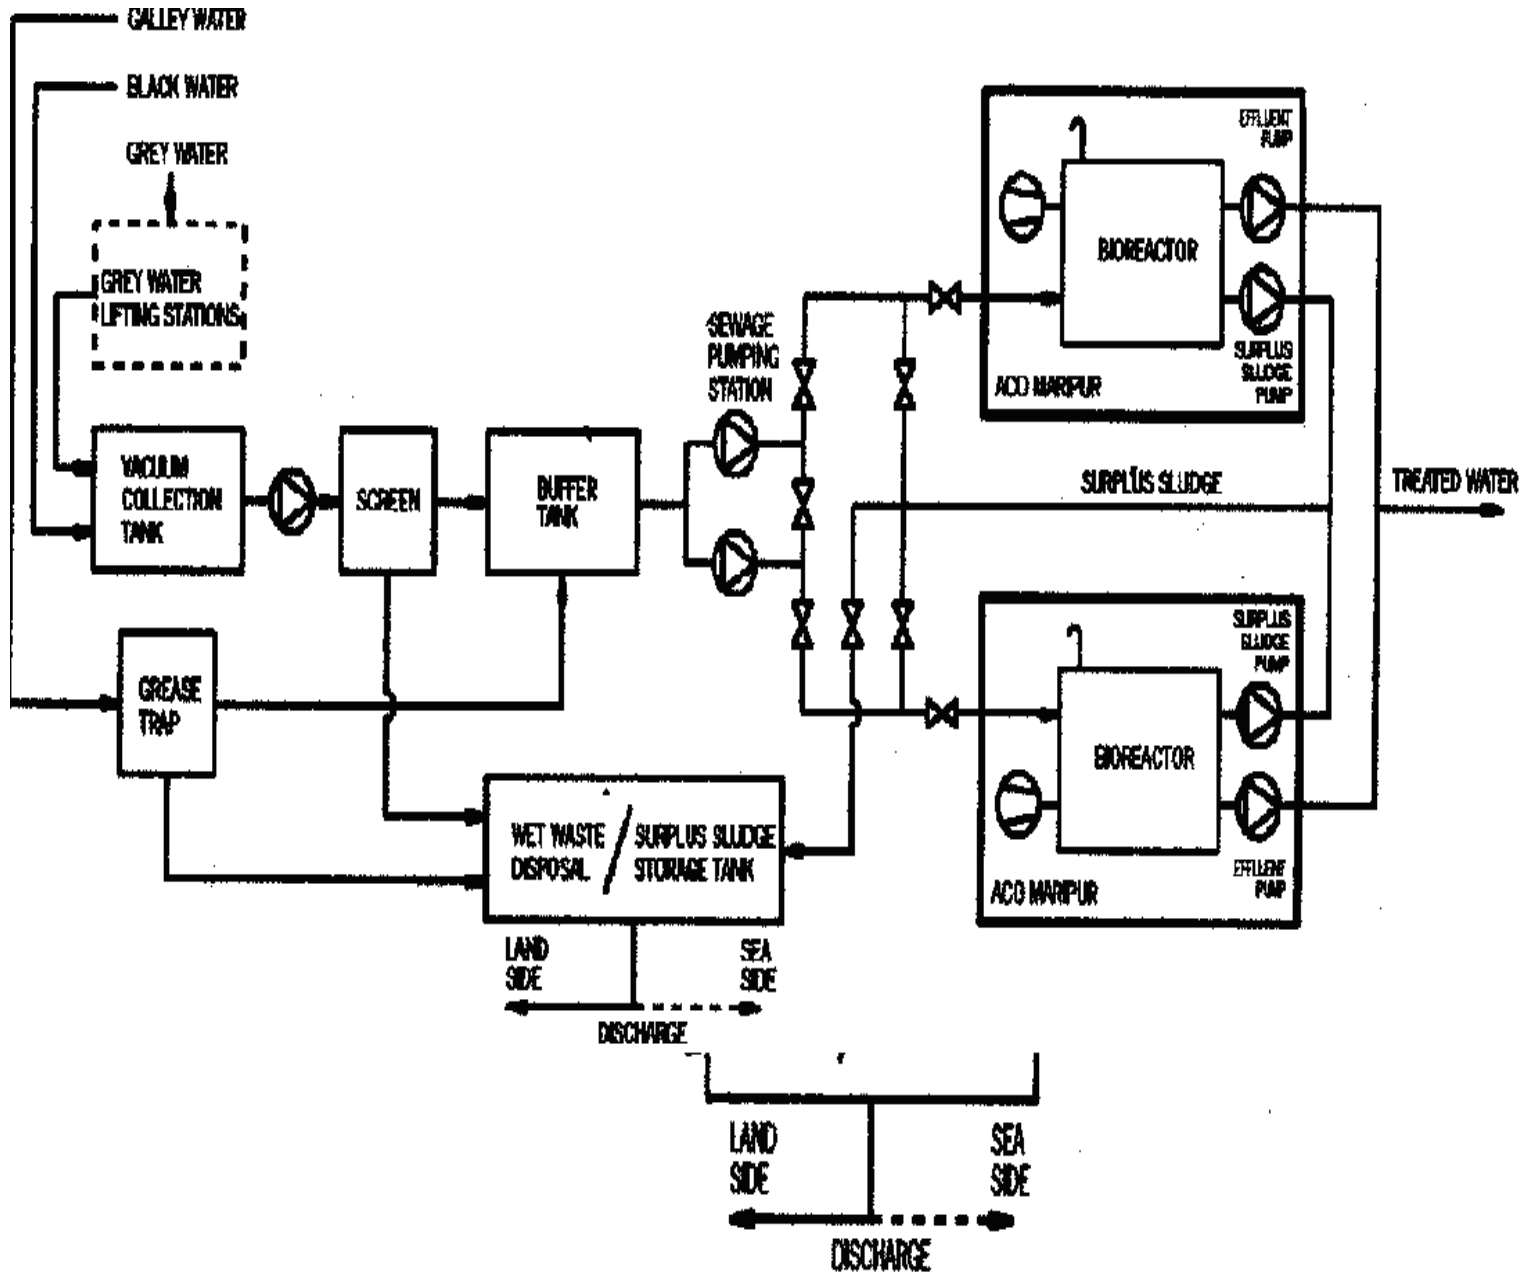 GALLEY WATER
BLACK WATER
GREY WATER
GREY WATER
LIFTING STATIONS
VACUUM
COLLECTION
TANK
SCREEN
BUFFER
TANK
SEWAGE
PUMPING
STATION
EFFLUENT
PUMP
BIOREACTOR
SURPLUS
SLUDGE
PUMP
ACO MARIPUR
SURPLUS SLUDGE
TREATED WATER
SURPLUS
SLUDGE
PUMP
BIOREACTOR
EFFLUENT
PUMP
ACO MARIPUR
GREASE
TRAP
WET WASTE
DISPOSAL
/
SURPLUS SLUDGE
STORAGE TANK
LAND
SIDE
SEA
SIDE
DISCHARGE
LAND
SIDE
SEA
SIDE
DISCHARGE